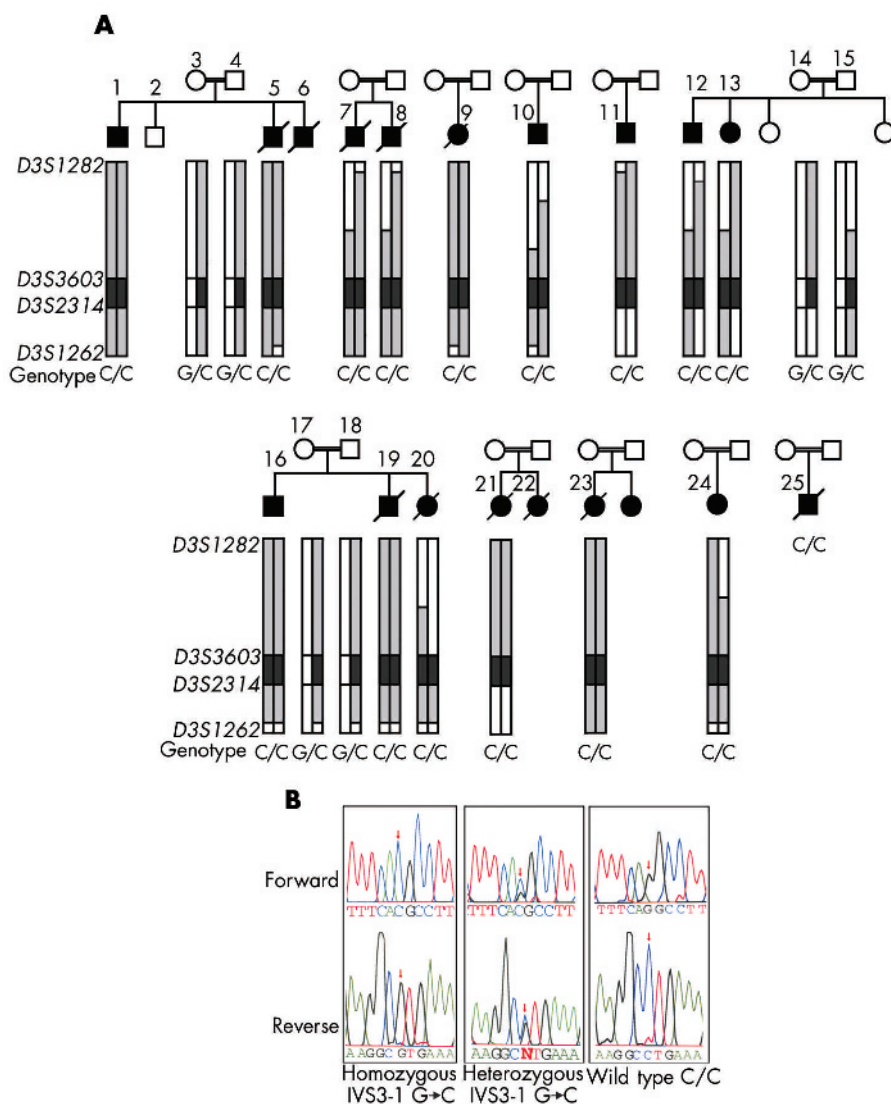 A
3 4 14 15
1 2 5 6 7 8 9 10 11 12 13
D3S1282
D3S3603
D3S2314
D3S1262
Genotype C/C G/C G/C C/C C/C C/C C/C C/C C/C C/C C/C G/C G/C
17 18
16 19 20 21 22 23 24 25
D3S1282 C/C
D3S3603
D3S2314
D3S1262
Genotype C/C G/C G/C C/C C/C C/C C/C C/C
B
Forward
TTTCACGCCTT TTTCACGCCTT TTTCAGGCCTT
Reverse
AAGGCGTGAAA AAGGCNTGAAA AAGGCCTGAAA
Homozygous Heterozygous Wild type C/C
IVS3-1 G→C IVS3-1 G→C